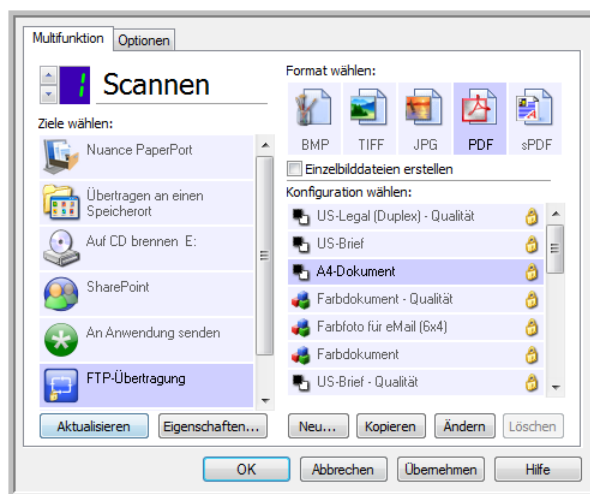 Multifunktion Optionen
1 Scannen
Ziele wählen:
Nuance PaperPort
Übertragen an einen
Speicherort
Auf CD brennen E:
SharePoint
An Anwendung senden
FTP-Übertragung
Aktualisieren Eigenschaften...
Format wählen:
BMP TIFF JPG PDF sPDF
Einzelbilddateien erstellen
Konfiguration wählen:
US-Legal (Duplex) - Qualität
US-Brief
A4-Dokument
Farbdokument - Qualität
Farbfoto für eMail (6x4)
Farbdokument
US-Brief - Qualität
Neu... Kopieren Ändern Löschen
OK Abbrechen Übernehmen Hilfe